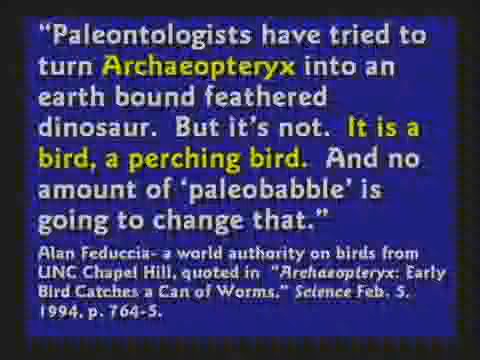 “Paleontologists have tried to
turn Archaeopteryx into an
earth bound feathered
dinosaur. But it's not. It is a
bird, a perching bird. And no
amount of ‘paleobabble’ is
going to change that.”
Alan Feduccia- a world authority on birds from
UNC Chapel Hill, quoted in "Archaeopteryx: Early
Bird Catches a Can of Worms," Science Feb. 5,
1994, p. 764-5.